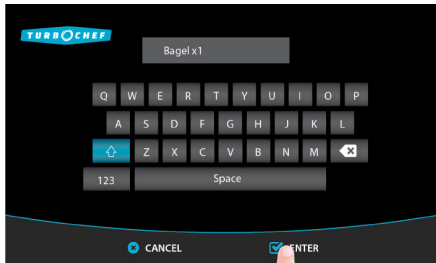 TURBOCHEF
Bagel x1
Q W E R T Y U I O P
A S D F G H J K L
Z X C V B N M
123 Space
CANCEL ENTER